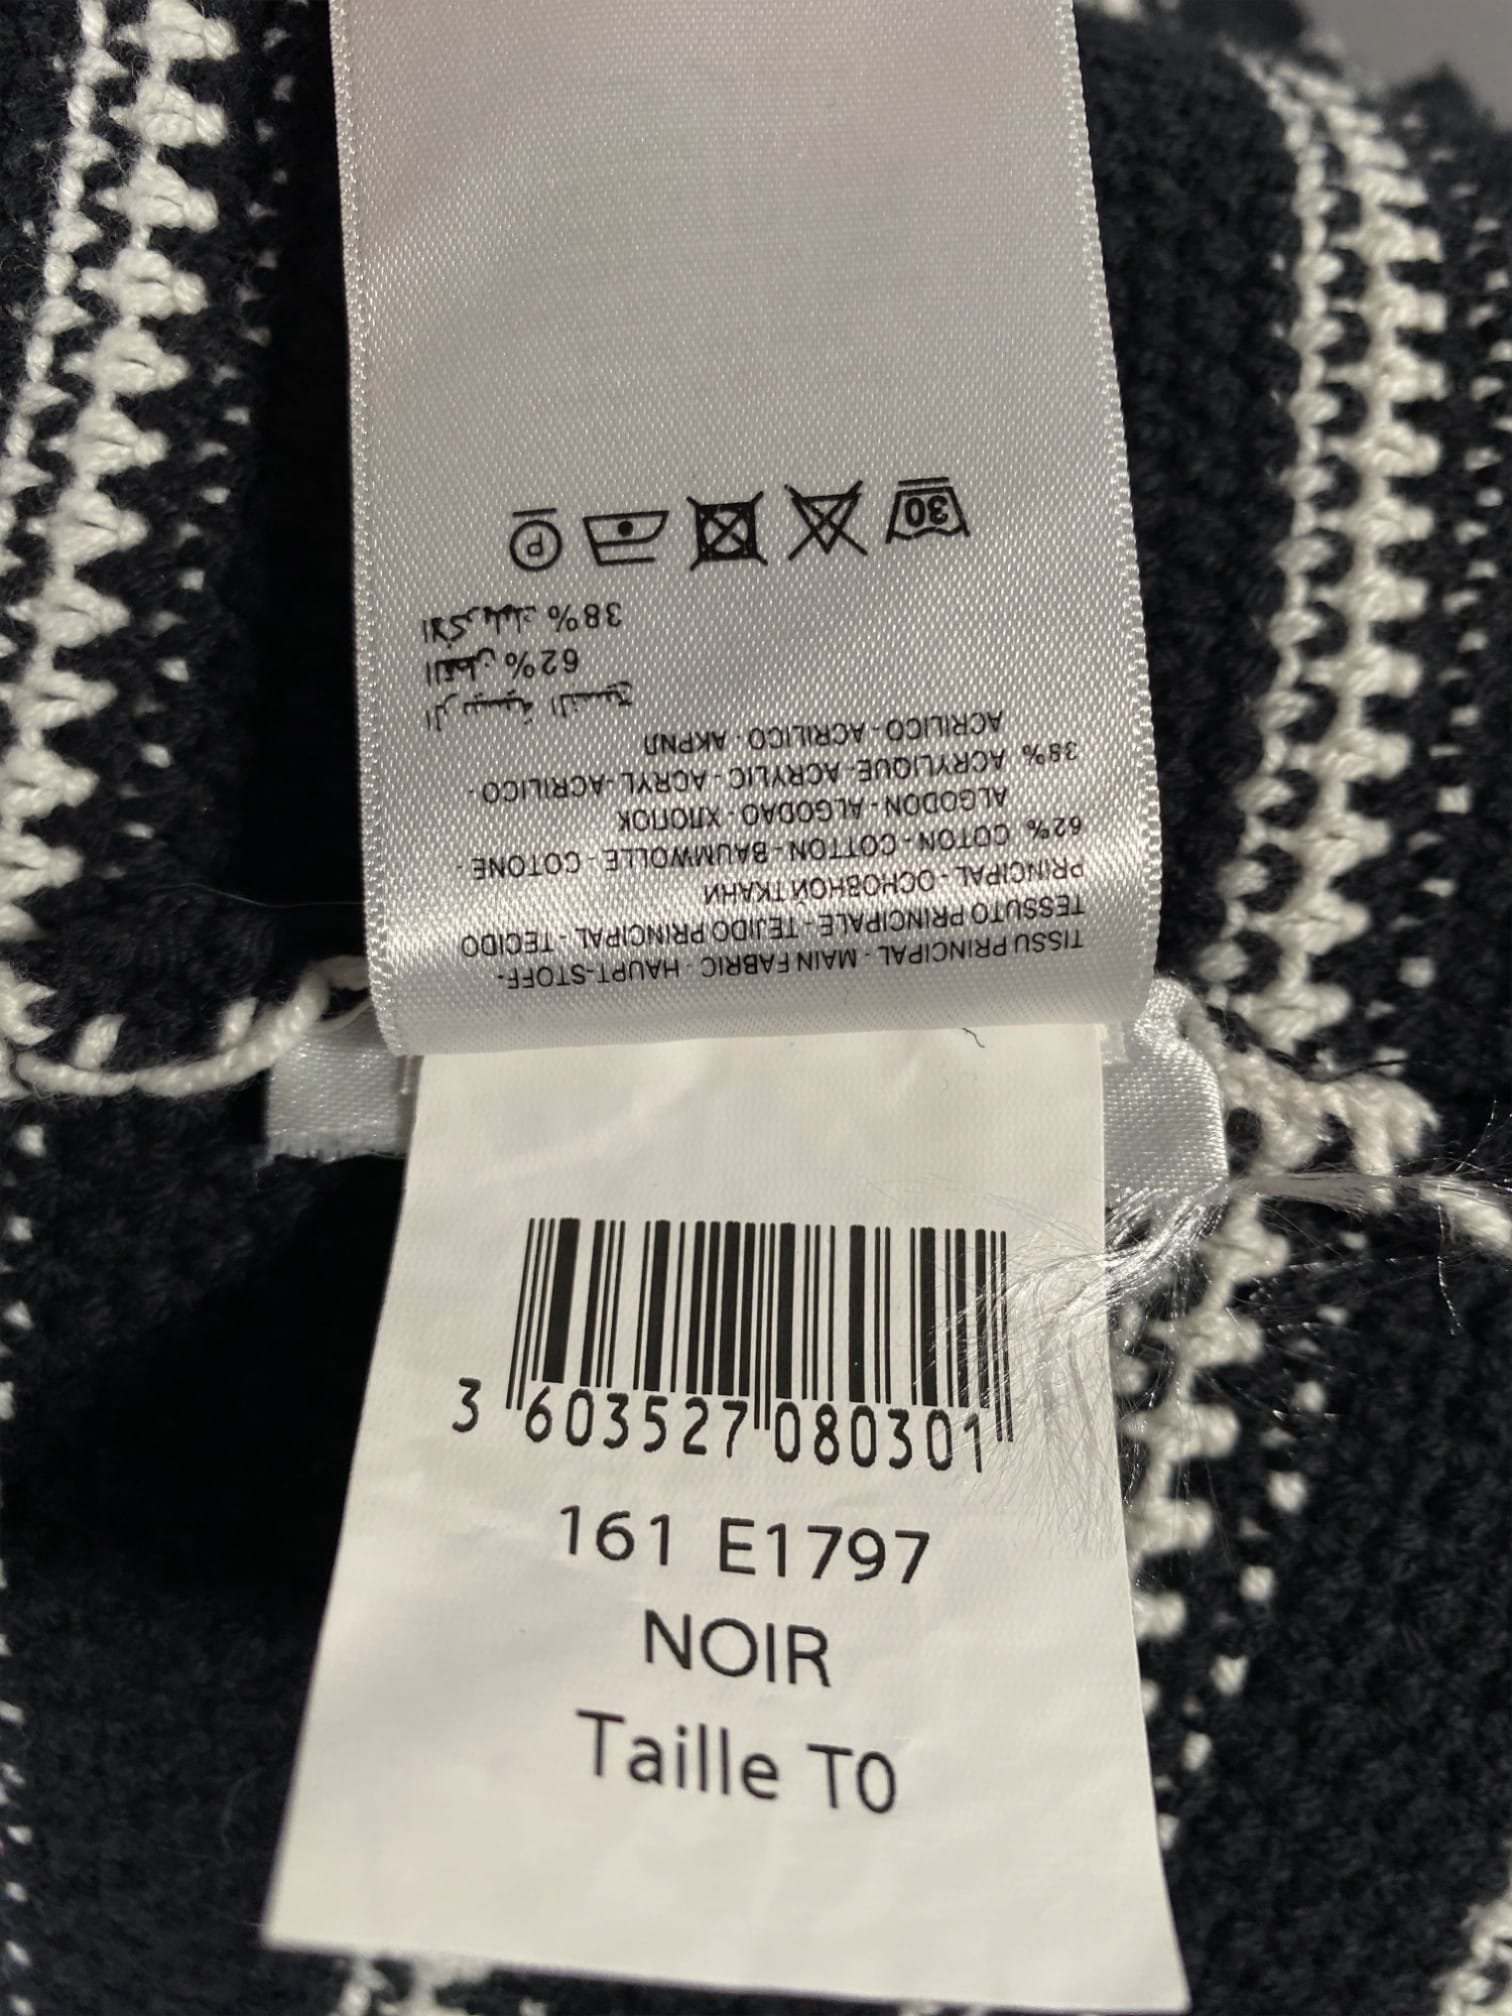 TISSU PRINCIPAL - MAIN FABRIC - HAUPT-STOFF -
TESSUTO PRINCIPALE - TEJIDO PRINCIPAL - TECIDO
PRINCIPAL - ОСНОВНОЙ ТКАНИ
62% COTON - COTTON - BAUMWOLLE - COTONE -
ALGODON - ALGODAO - ХЛОПОК
38% ACRYLIQUE - ACRYLIC - ACRYL - ACRILICO -
ACRILICO - ACRILICO - АКРИЛ
62% القطن
38%
30
P
3 603527 080301
161 E1797
NOIR
Taille T0